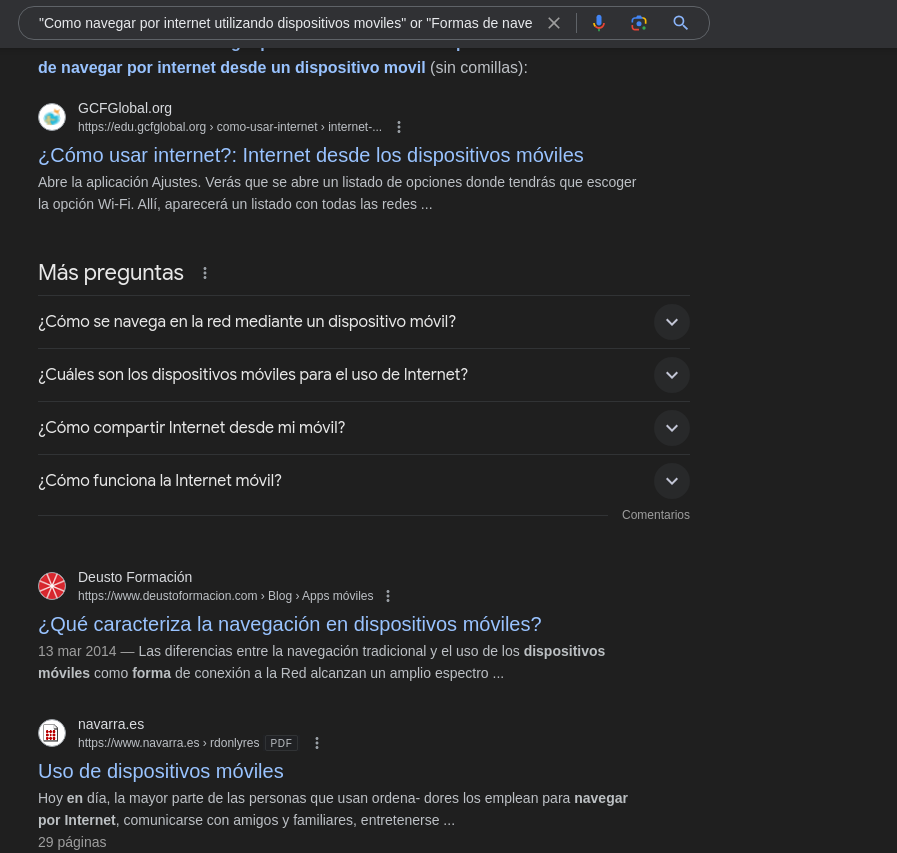 "Como navegar por internet utilizando dispositivos moviles" or "Formas de nave
de navegar por internet desde un dispositivo movil (sin comillas):
GCFGlobal.org
https://edu.gcfglobal.org › como-usar-internet › internet-...
¿Cómo usar internet?: Internet desde los dispositivos móviles
Abre la aplicación Ajustes. Verás que se abre un listado de opciones donde tendrás que escoger
la opción Wi-Fi. Allí, aparecerá un listado con todas las redes ...
Más preguntas
¿Cómo se navega en la red mediante un dispositivo móvil?
¿Cuáles son los dispositivos móviles para el uso de Internet?
¿Cómo compartir Internet desde mi móvil?
¿Cómo funciona la Internet móvil?
Comentarios
Deusto Formación
https://www.deustoformacion.com › Blog › Apps móviles
¿Qué caracteriza la navegación en dispositivos móviles?
13 mar 2014 — Las diferencias entre la navegación tradicional y el uso de los dispositivos
móviles como forma de conexión a la Red alcanzan un amplio espectro ...
navarra.es
https://www.navarra.es › rdonlyres PDF
Uso de dispositivos móviles
Hoy en día, la mayor parte de las personas que usan ordena- dores los emplean para navegar
por Internet, comunicarse con amigos y familiares, entretenerse ...
29 páginas